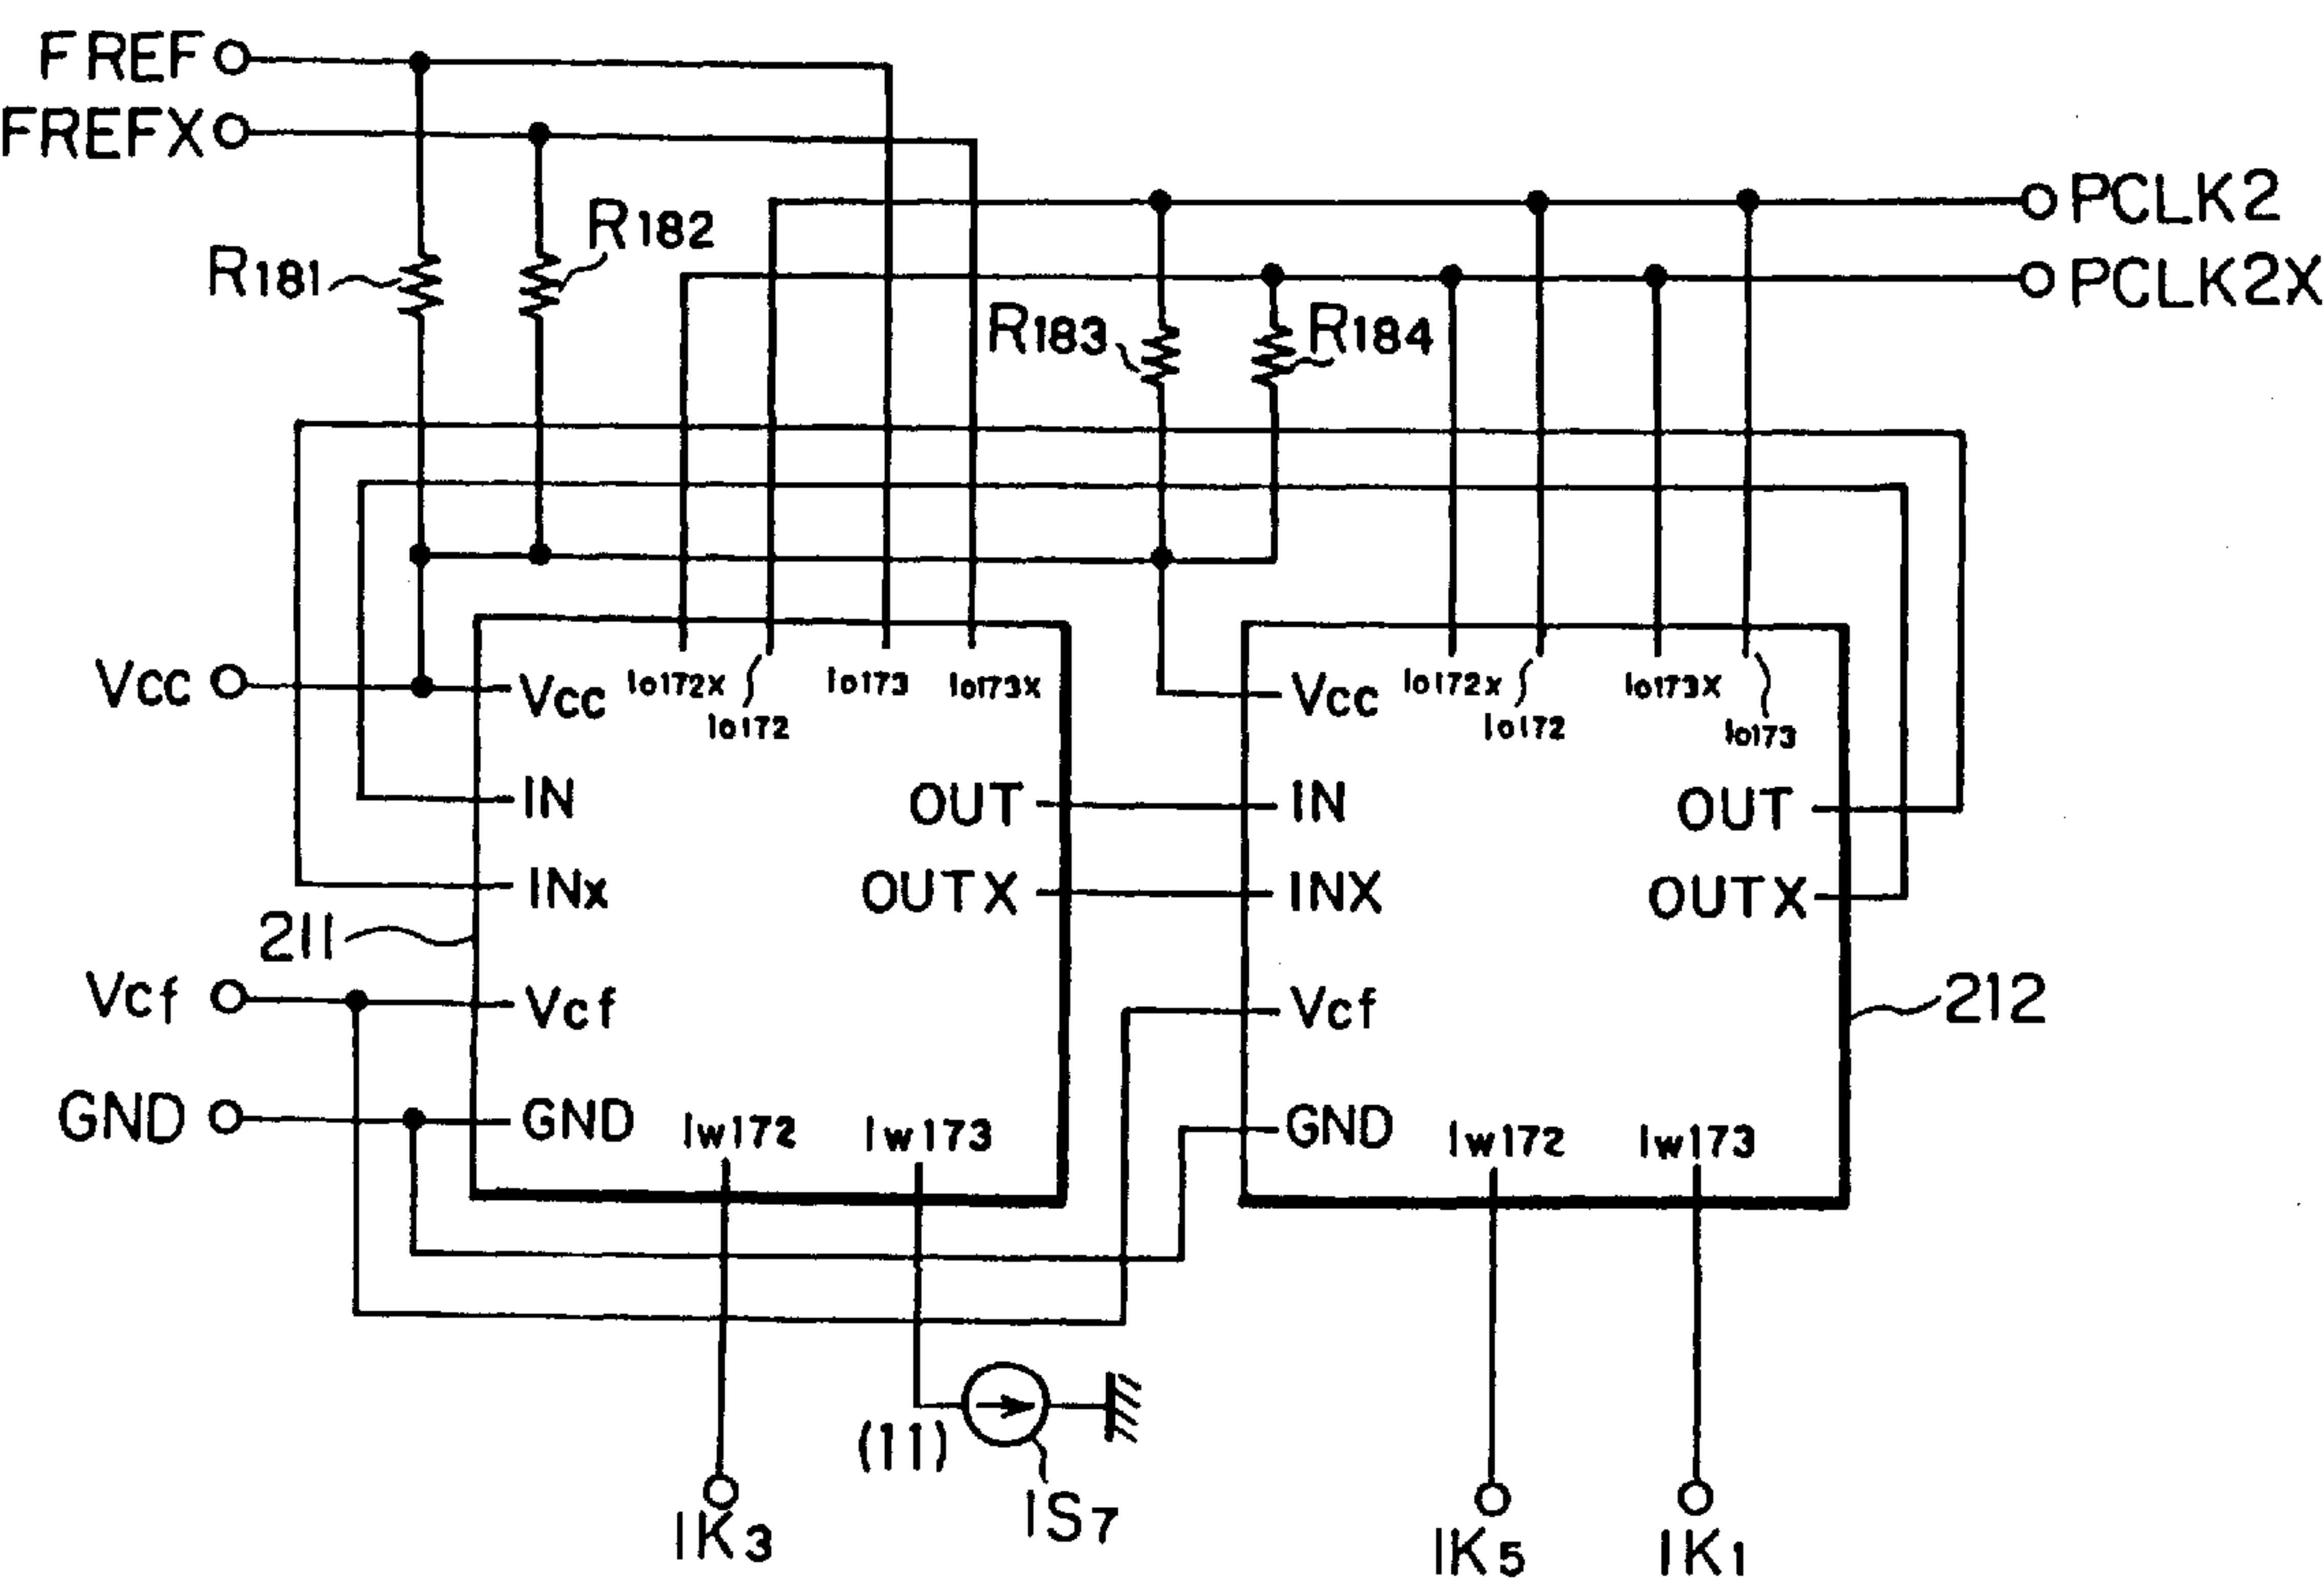 FREF
FREFX
PCLK2
PCLK2X
R181
R182
R183
R184
Vcc
Vcc
Io172X
Io172
Io173
Io173X
Vcc
Io172X
Io172
Io173X
Io173
IN
OUT
IN
OUT
INX
OUTX
INX
OUTX
211
212
Vcf
Vcf
Vcf
GND
GND
Iw172
Iw173
GND
Iw172
Iw173
(11)
IS7
IK3
IK5
IK1